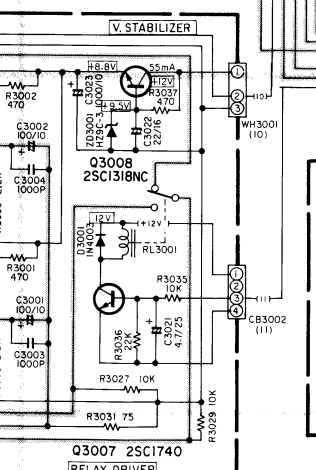 V. STABILIZER
+8.8V
55mA
+12V
R3037
470
C3023
100/10
+9.5V
ZD3001
HZ9C-3
C3022
22/16
Q3008
2SC1318NC
R3002
470
C3002
100/10
C3004
1000P
1
2
3
(10)
WH3001
(10)
12V
(+12V)
D3001
1N4003
RL3001
R3001
470
C3001
100/10
C3003
1000P
R3035
10K
R3036
22K
C3021
4.7/25
1
2
3
4
(11)
CB3002
(11)
R3027 10K
R3031 75
R3029 10K
Q3007 2SC1740
RELAY DRIVER